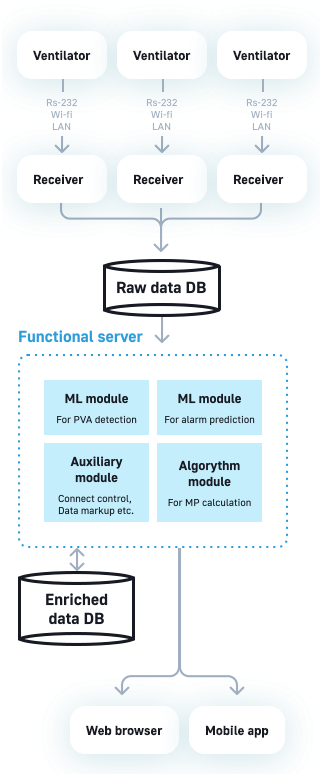 Ventilator
Ventilator
Ventilator
Rs-232
Wi-fi
LAN
Rs-232
Wi-fi
LAN
Rs-232
Wi-fi
LAN
Receiver
Receiver
Receiver
Raw data DB
Functional server
ML module
For PVA detection
ML module
For alarm prediction
Auxiliary
module
Connect control,
Data markup etc.
Algorythm
module
For MP calculation
Enriched
data DB
Web browser
Mobile app